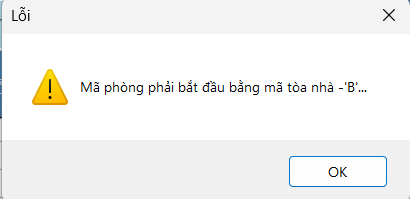 Lỗi
Mã phòng phải bắt đầu bằng mã tòa nhà -'B'...
OK